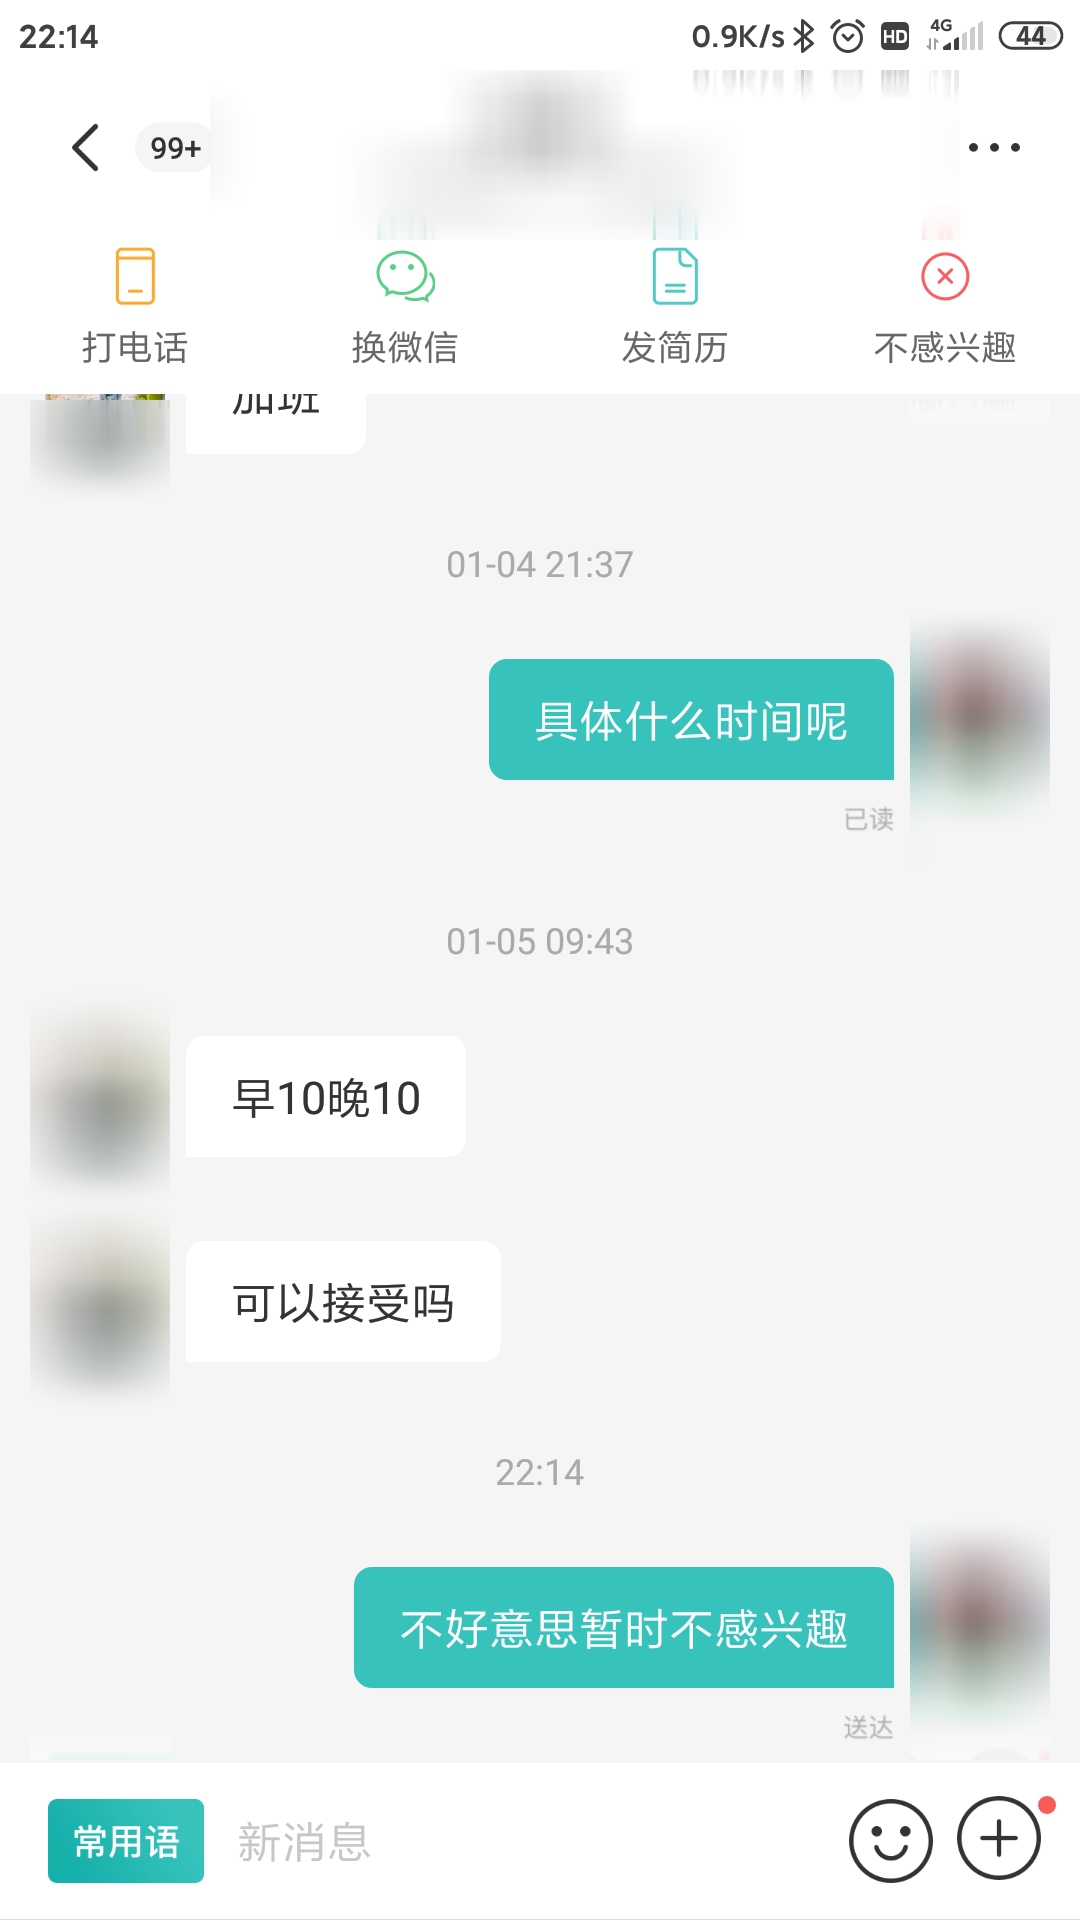 22:14
0.9K/s HD 4G 44
99+
打电话 换微信 发简历 不感兴趣
加班
01-04 21:37
具体什么时间呢
已读
01-05 09:43
早10晚10
可以接受吗
22:14
不好意思暂时不感兴趣
送达
常用语 新消息